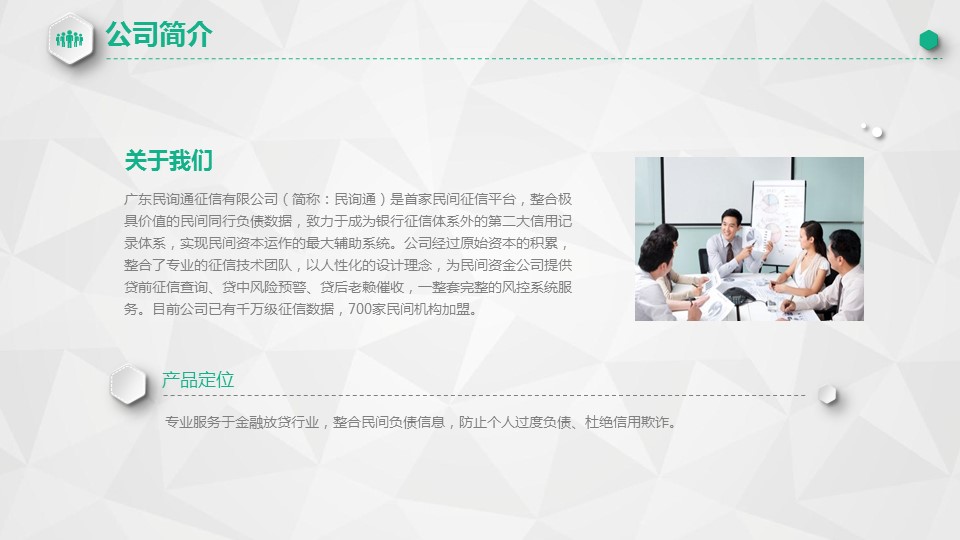 公司简介
关于我们
广东民询通征信有限公司（简称：民询通）是首家民间征信平台，整合极
具价值的民间同行负债数据，致力于成为银行征信体系外的第二大信用记
录体系，实现民间资本运作的最大辅助系统。公司经过原始资本的积累，
整合了专业的征信技术团队，以人性化的设计理念，为民间资金公司提供
贷前征信查询、贷中风险预警、贷后老赖催收，一整套完整的风控系统服
务。目前公司已有千万级征信数据，700家民间机构加盟。
产品定位
专业服务于金融放贷行业，整合民间负债信息，防止个人过度负债、杜绝信用欺诈。